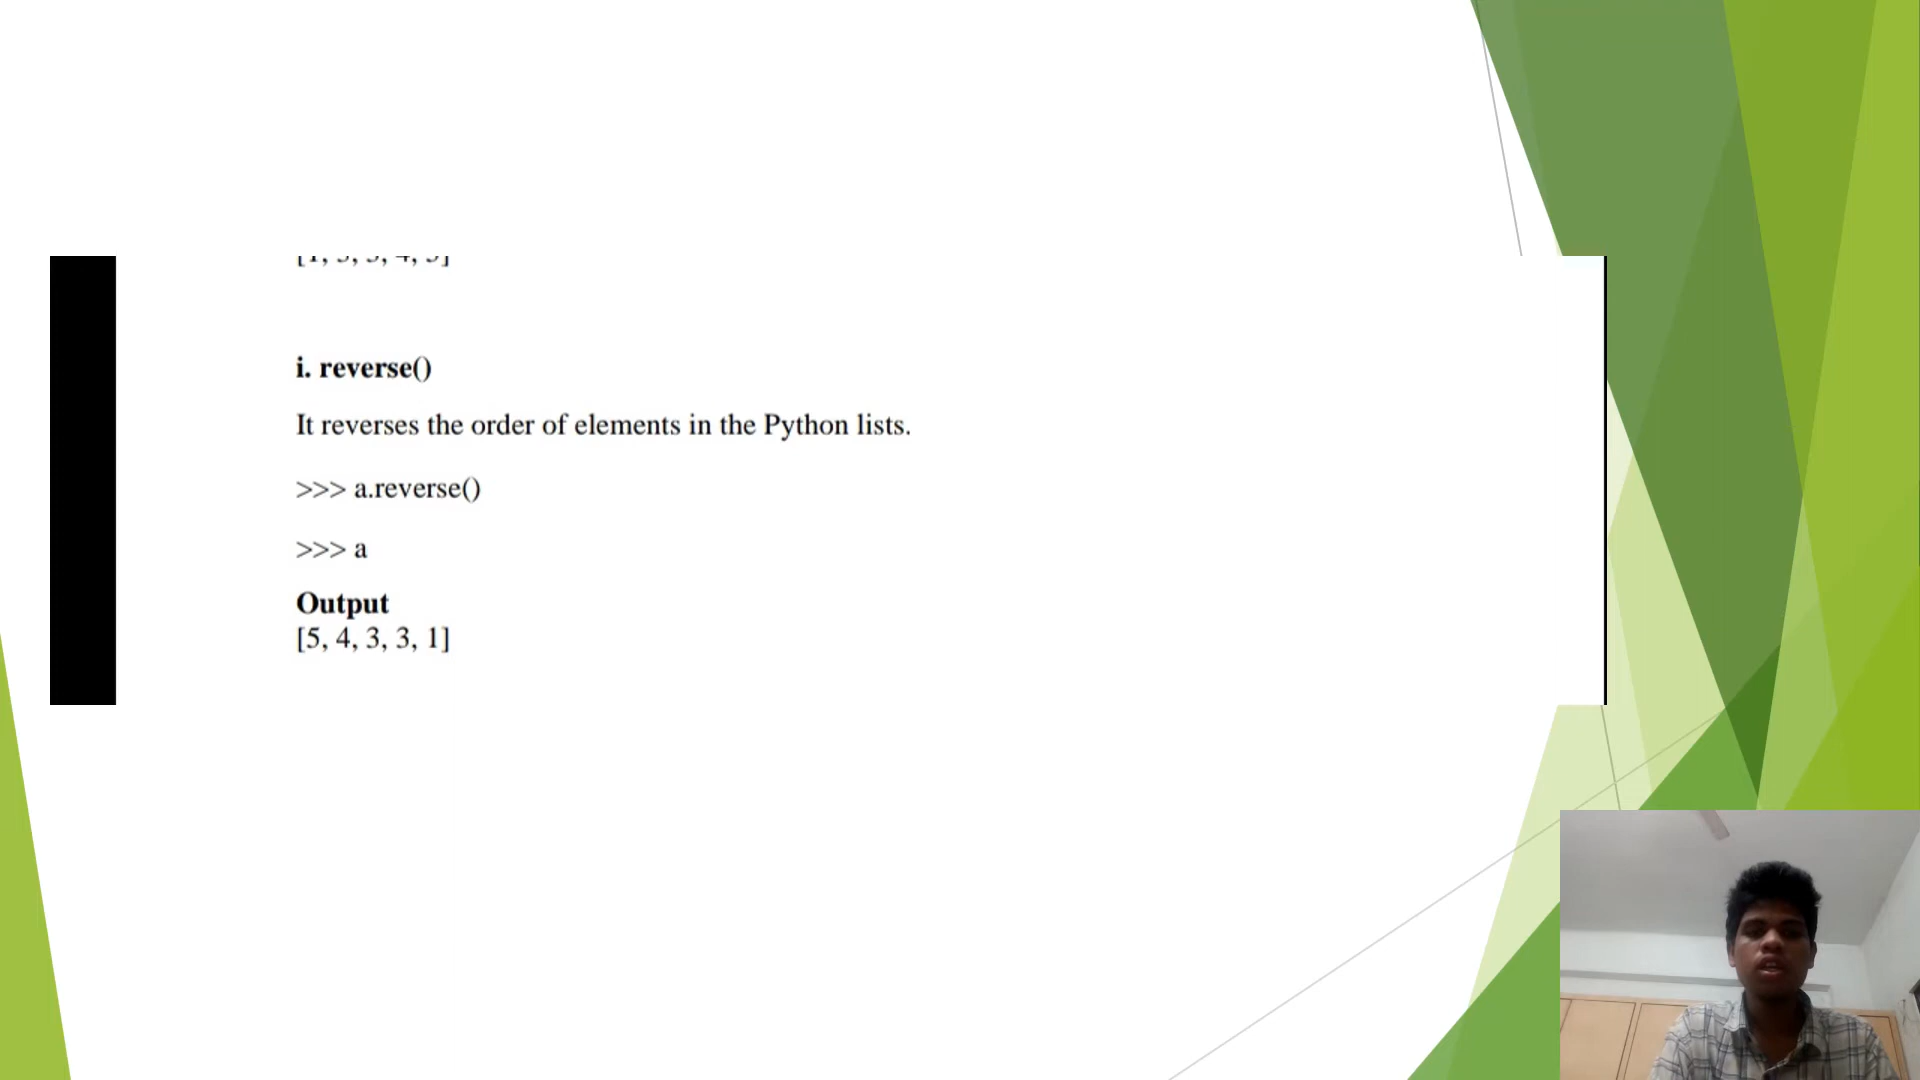 i. reverse()
It reverses the order of elements in the Python lists.
>>> a.reverse()
>>> a
Output
[5, 4, 3, 3, 1]